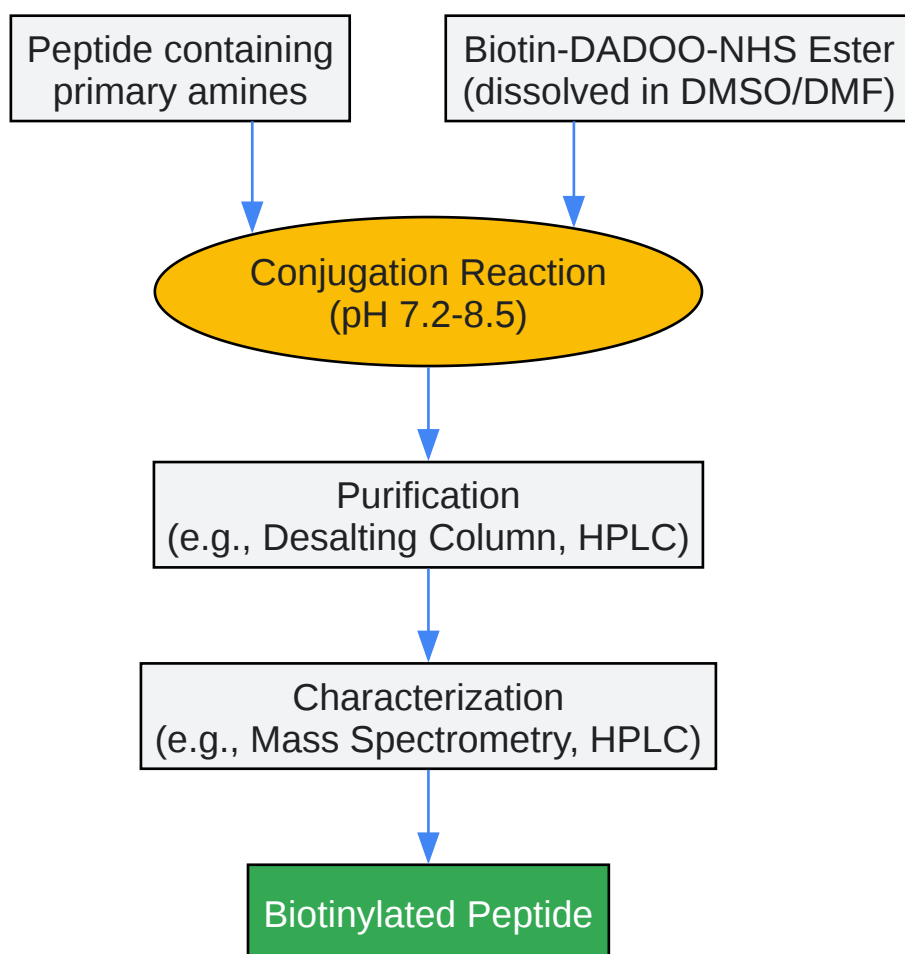 Peptide containing
primary amines
Biotin-DADOO-NHS Ester
(dissolved in DMSO/DMF)
Conjugation Reaction
(pH 7.2-8.5)
Purification
(e.g., Desalting Column, HPLC)
Characterization
(e.g., Mass Spectrometry, HPLC)
Biotinylated Peptide